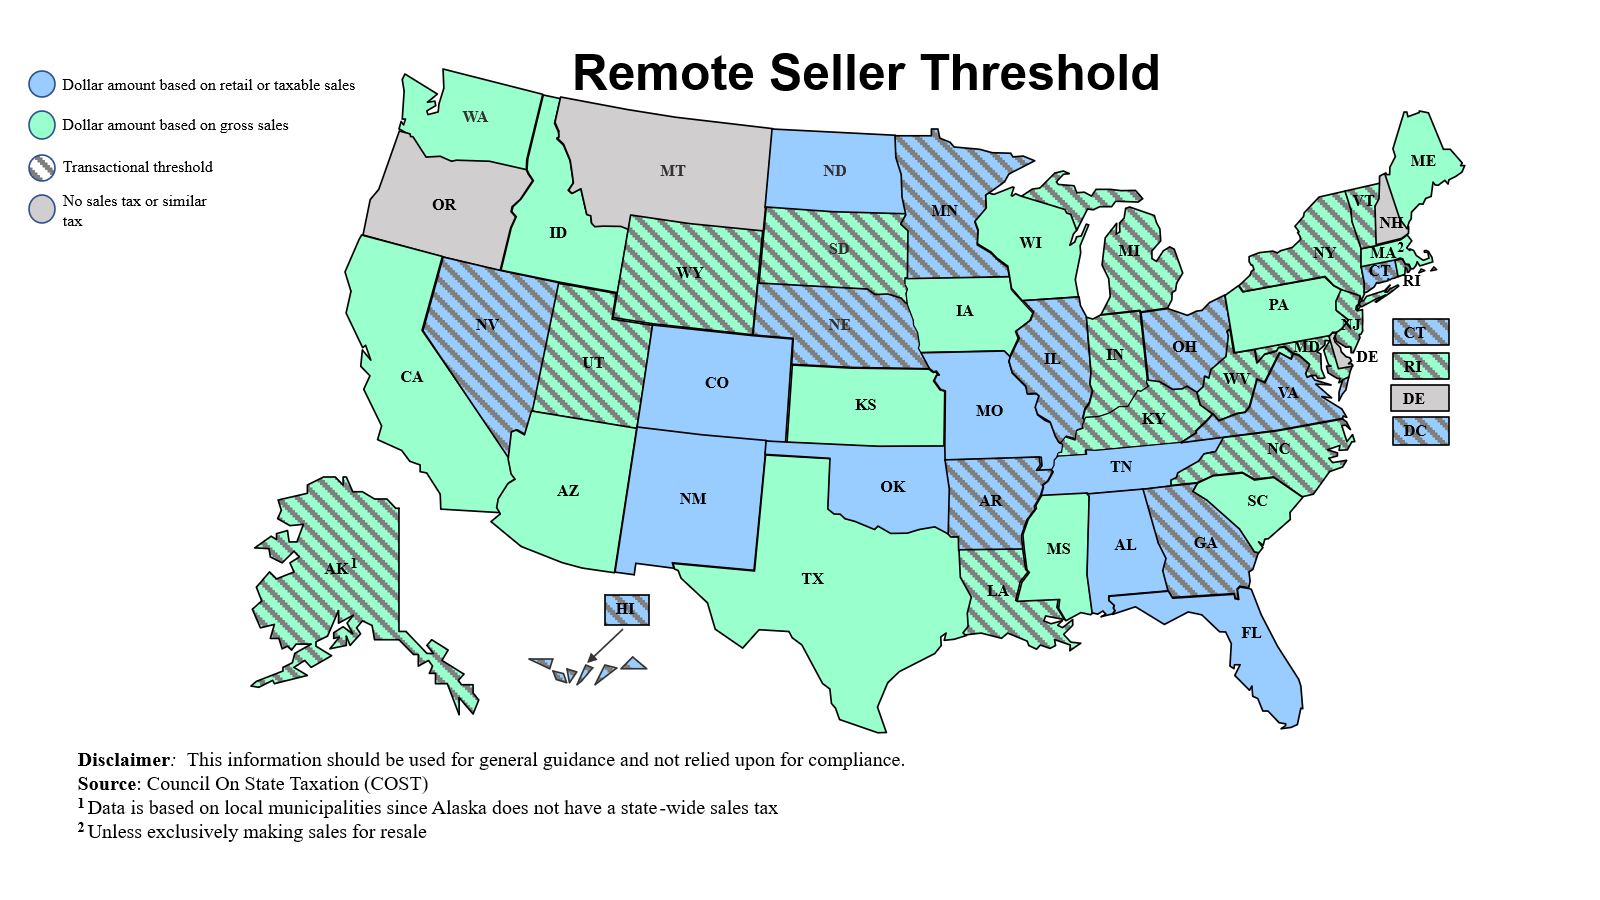 Remote Seller Threshold
Dollar amount based on retail or taxable sales
Dollar amount based on gross sales
Transactional threshold
No sales tax or similar
tax
WA
OR
MT
ID
ND
SD
WY
NE
MN
WI
MI
IA
NV
UT
CA
CO
KS
MO
IL
IN
OH
KY
WV
VA
PA
NY
VT
NH
ME
MA 2
CT
RI
NJ
MD
DE
CT
RI
DE
DC
NC
SC
TN
AR
OK
AZ
NM
TX
LA
MS
AL
GA
FL
AK 1
HI
Disclaimer: This information should be used for general guidance and not relied upon for compliance.
Source: Council On State Taxation (COST)
1 Data is based on local municipalities since Alaska does not have a state-wide sales tax
2 Unless exclusively making sales for resale